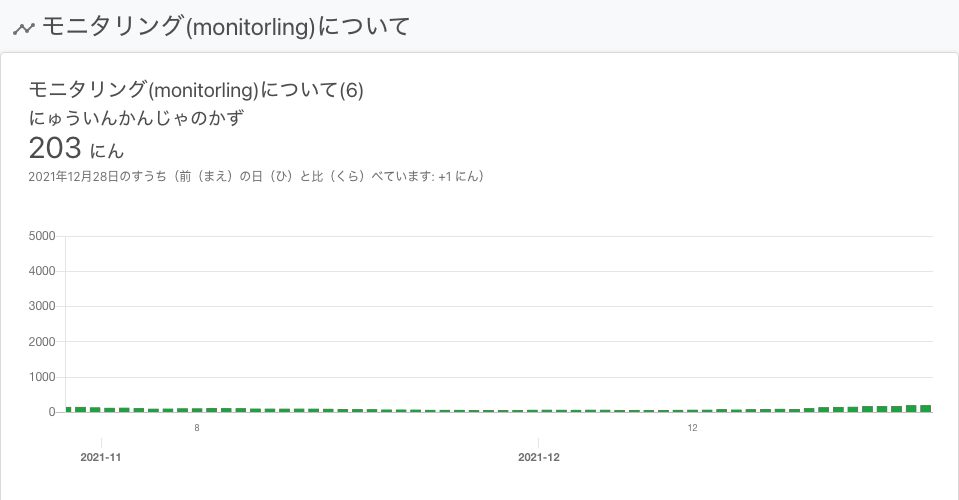 モニタリング(monitorling)について
モニタリング(monitorling)について(6)
にゅういんかんじゃのかず
203 にん
2021年12月28日のすうち（前（まえ）の日（ひ）と比（くら）べています: +1 にん）
5000
4000
3000
2000
1000
0
8 12
2021-11 2021-12